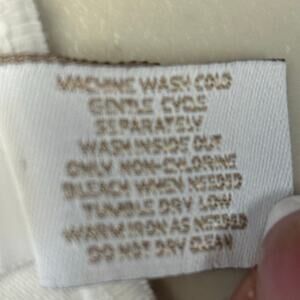 MACHINE WASH COLD
GENTLE CYCLE
SEPARATELY
WASH INSIDE OUT
ONLY NON-CHLORINE
BLEACH WHEN NEEDED
TUMBLE DRY LOW
WARM IRON AS NEEDED
DO NOT DRY CLEAN